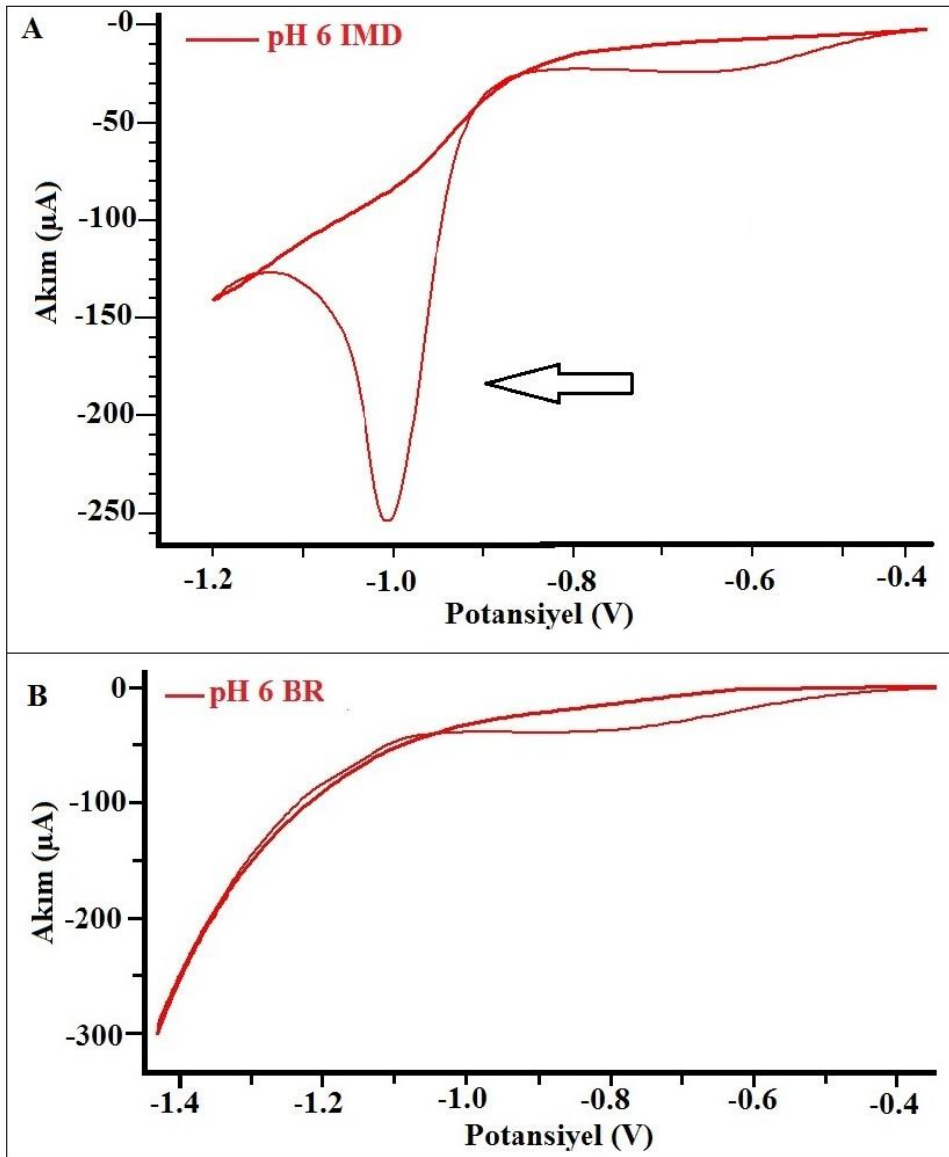 A
pH 6 IMD
-0
-50
-100
-150
-200
-250
Akım (µA)
-1.2 -1.0 -0.8 -0.6 -0.4
Potansiyel (V)
B
pH 6 BR
0
-100
-200
-300
Akım (µA)
-1.4 -1.2 -1.0 -0.8 -0.6 -0.4
Potansiyel (V)